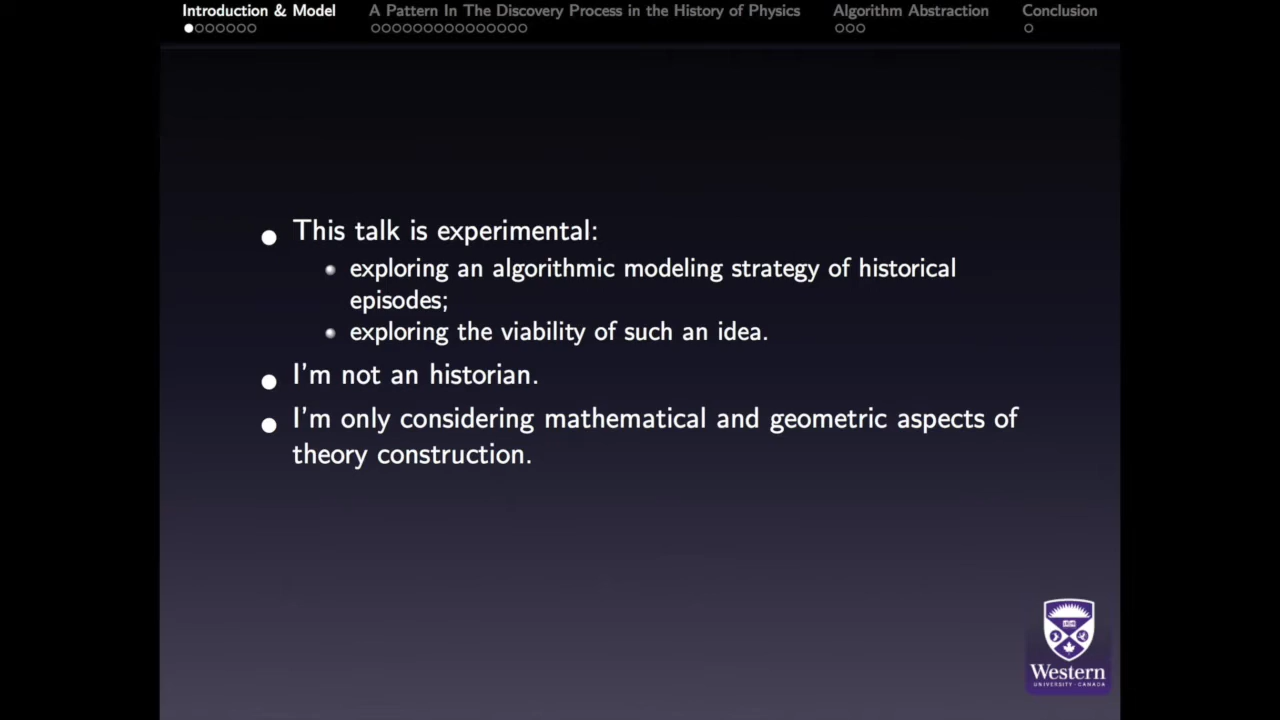 Introduction & Model
A Pattern In The Discovery Process in the History of Physics
Algorithm Abstraction
Conclusion
This talk is experimental:
exploring an algorithmic modeling strategy of historical
episodes;
exploring the viability of such an idea.
I'm not an historian.
I'm only considering mathematical and geometric aspects of
theory construction.
Western
UNIVERSITY · CANADA